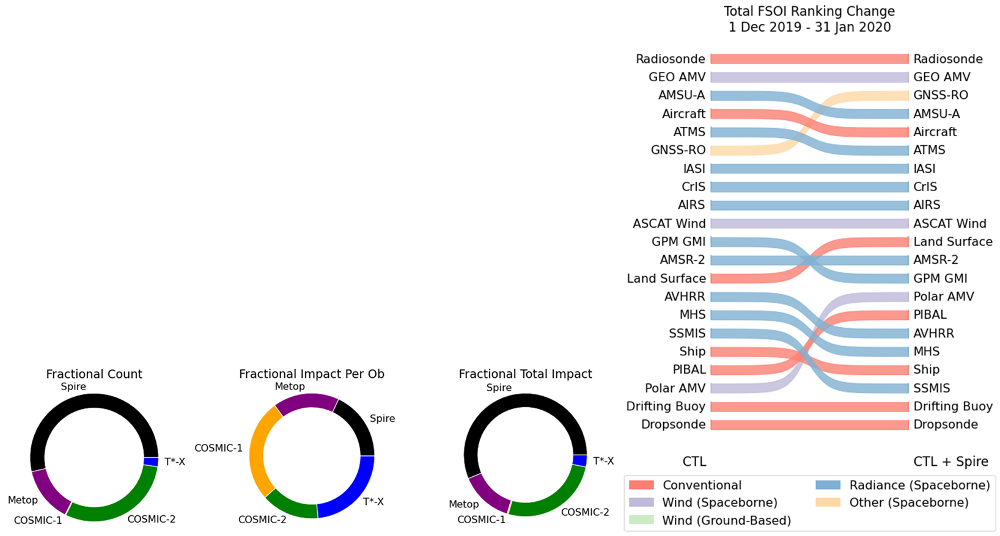 Total FSOI Ranking Change
1 Dec 2019 - 31 Jan 2020
Radiosonde
GEO AMV
AMSU-A
Aircraft
ATMS
GNSS-RO
IASI
CrIS
AIRS
ASCAT Wind
GPM GMI
AMSR-2
Land Surface
AVHRR
MHS
SSMIS
Ship
PIBAL
Polar AMV
Drifting Buoy
Dropsonde
CTL
Radiosonde
GEO AMV
GNSS-RO
AMSU-A
Aircraft
ATMS
IASI
CrIS
AIRS
ASCAT Wind
Land Surface
AMSR-2
GPM GMI
Polar AMV
PIBAL
AVHRR
MHS
Ship
SSMIS
Drifting Buoy
Dropsonde
CTL + Spire
Conventional
Wind (Spaceborne)
Wind (Ground-Based)
Radiance (Spaceborne)
Other (Spaceborne)
Fractional Count
Spire
T*-X
Metop
COSMIC-1
COSMIC-2
Fractional Impact Per Ob
Metop
Spire
COSMIC-1
T*-X
COSMIC-2
Fractional Total Impact
Spire
T*-X
Metop
COSMIC-2
COSMIC-1